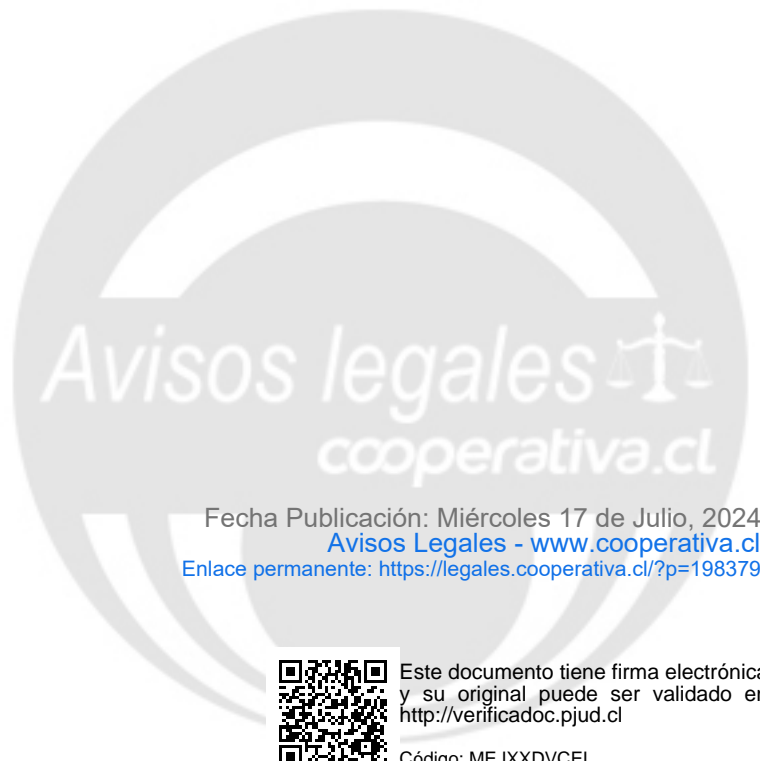 Avisos legales
cooperativa.cl
Fecha Publicación: Miércoles 17 de Julio, 2024
Avisos Legales - www.cooperativa.cl
Enlace permanente: https://legales.cooperativa.cl/?p=198379
Este documento tiene firma electrónica
y su original puede ser validado en
http://verificadoc.pjud.cl
Código: